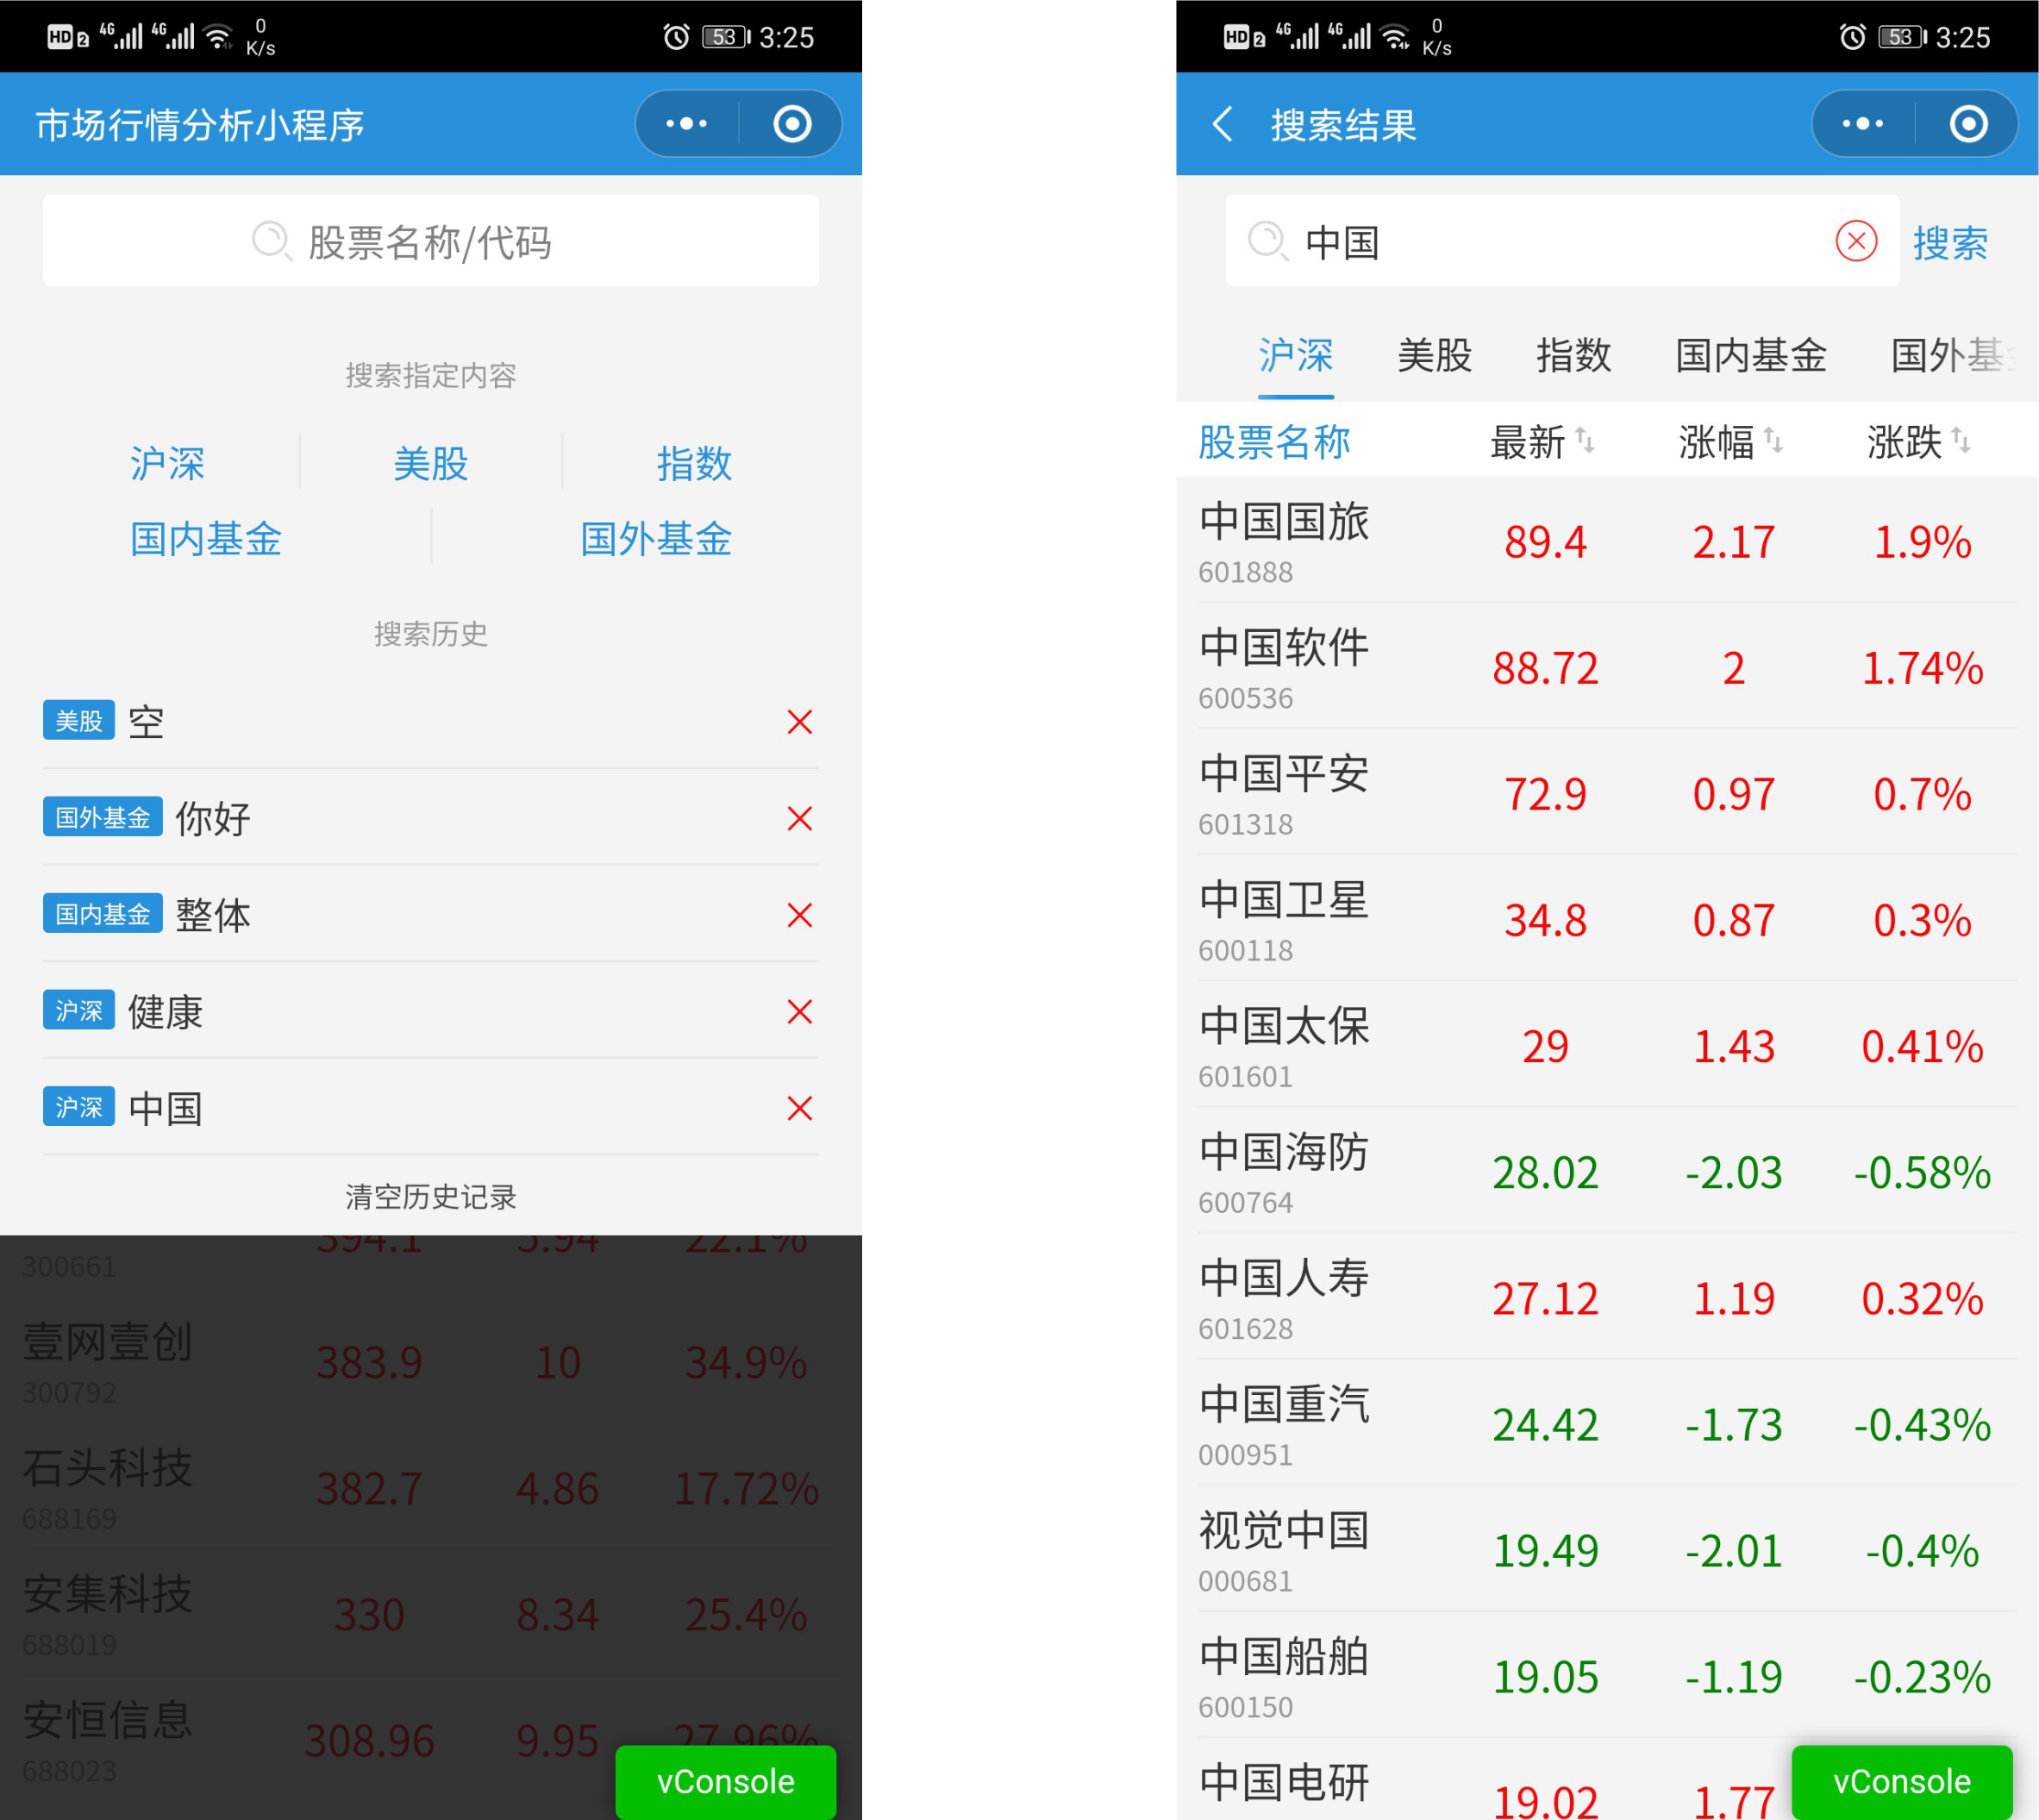 HD 2 4G 4G 0 K/s 53 3:25
市场行情分析小程序
股票名称/代码
搜索指定内容
沪深 美股 指数
国内基金 国外基金
搜索历史
美股 空
国外基金 你好
国内基金 整体
沪深 健康
沪深 中国
清空历史记录
394.1 5.94 22.1%
300661
壹网壹创 383.9 10 34.9%
300792
石头科技 382.7 4.86 17.72%
688169
安集科技 330 8.34 25.4%
688019
安恒信息 308.96 9.95 27.96%
688023
vConsole
HD 2 4G 4G 0 K/s 53 3:25
搜索结果
中国 搜索
沪深 美股 指数 国内基金 国外基
股票名称 最新 涨幅 涨跌
中国国旅 89.4 2.17 1.9%
601888
中国软件 88.72 2 1.74%
600536
中国平安 72.9 0.97 0.7%
601318
中国卫星 34.8 0.87 0.3%
600118
中国太保 29 1.43 0.41%
601601
中国海防 28.02 -2.03 -0.58%
600764
中国人寿 27.12 1.19 0.32%
601628
中国重汽 24.42 -1.73 -0.43%
000951
视觉中国 19.49 -2.01 -0.4%
000681
中国船舶 19.05 -1.19 -0.23%
600150
中国电研 19.02 1.77
vConsole